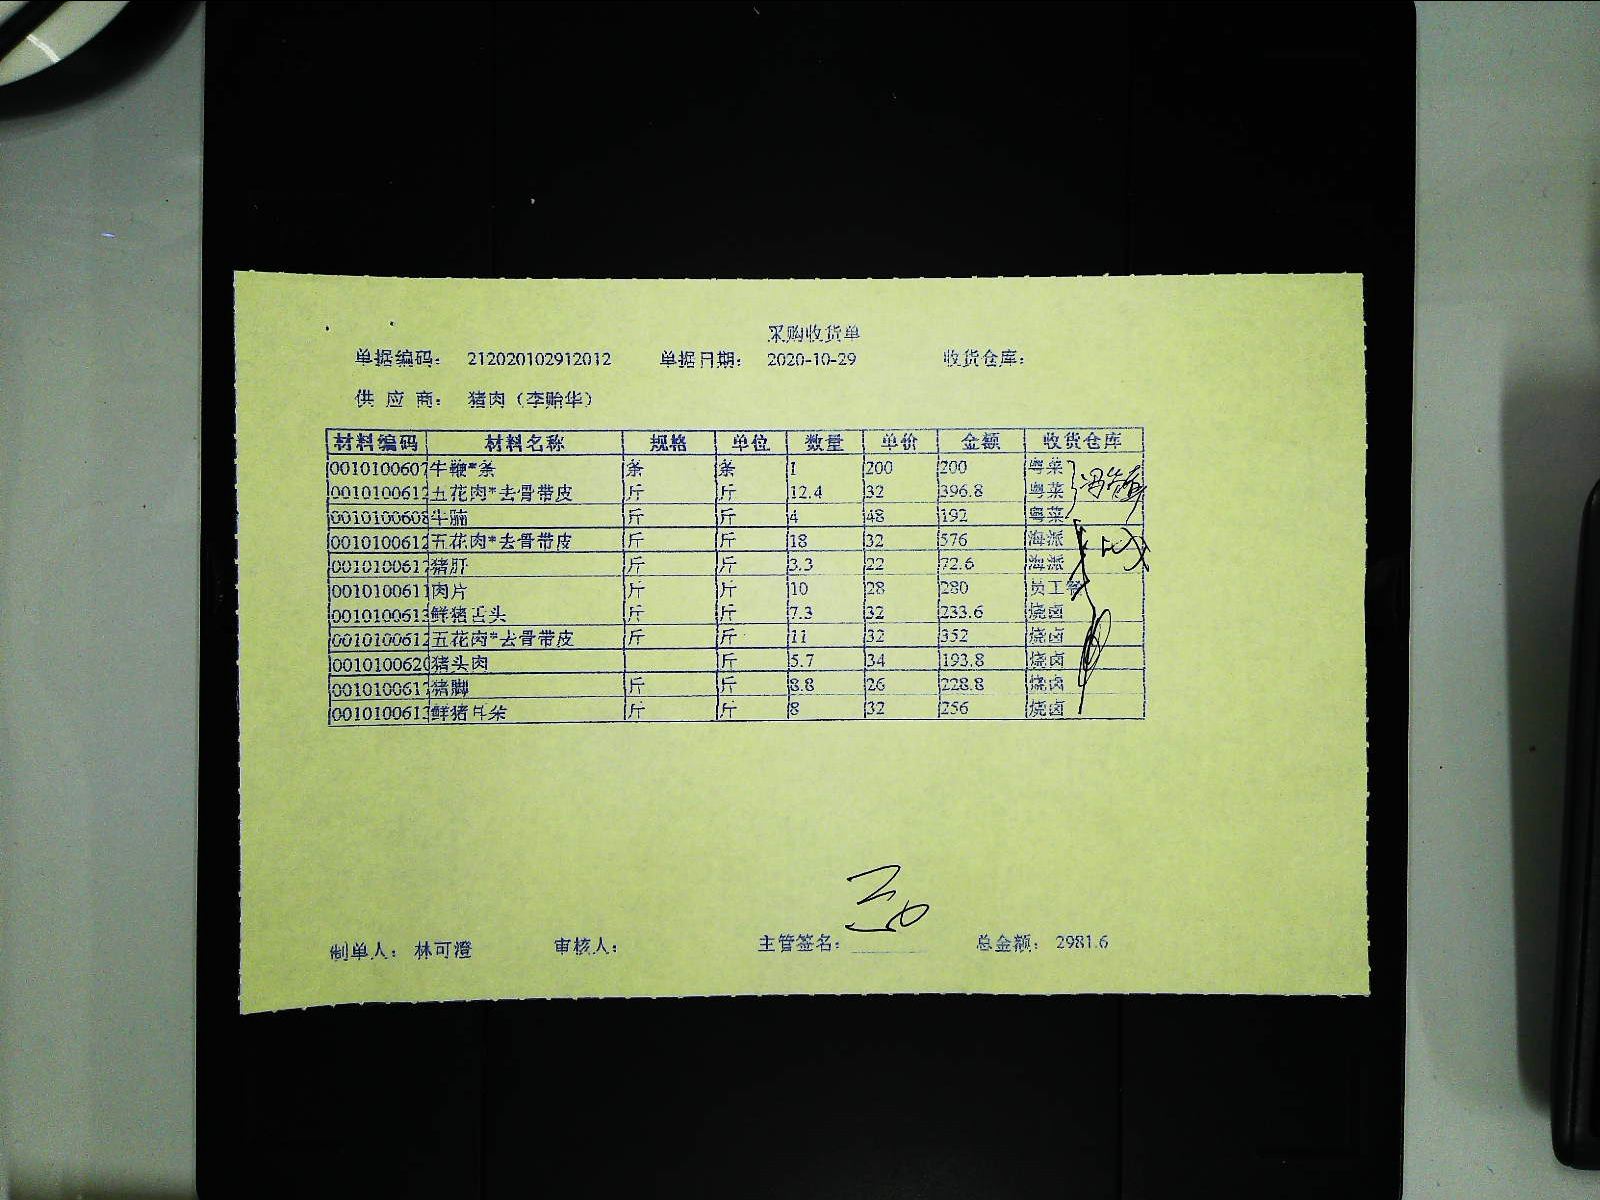 采购收货单
单据编码： 212020102912012 单据日期： 2020-10-29 收货仓库：
供 应 商： 猪肉（李贻华）
材料编码 材料名称 规格 单位 数量 单价 金额 收货仓库
0010100607 牛鞭*条 条 条 1 200 200 粤菜
0010100612 五花肉*去骨带皮 斤 斤 12.4 32 396.8 粤菜
0010100608 牛腩 斤 斤 4 48 192 粤菜
0010100612 五花肉*去骨带皮 斤 斤 18 32 576 海派
0010100617 猪肝 斤 斤 3.3 22 72.6 海派
0010100611 肉片 斤 斤 10 28 280 员工餐
0010100613 鲜猪舌头 斤 斤 7.3 32 233.6 烧卤
0010100612 五花肉*去骨带皮 斤 斤 11 32 352 烧卤
0010100620 猪头肉 斤 5.7 34 193.8 烧卤
0010100617 猪脚 斤 斤 8.8 26 228.8 烧卤
0010100613 鲜猪耳朵 斤 斤 8 32 256 烧卤
制单人： 林可澄 审核人： 主管签名： 总金额： 2981.6